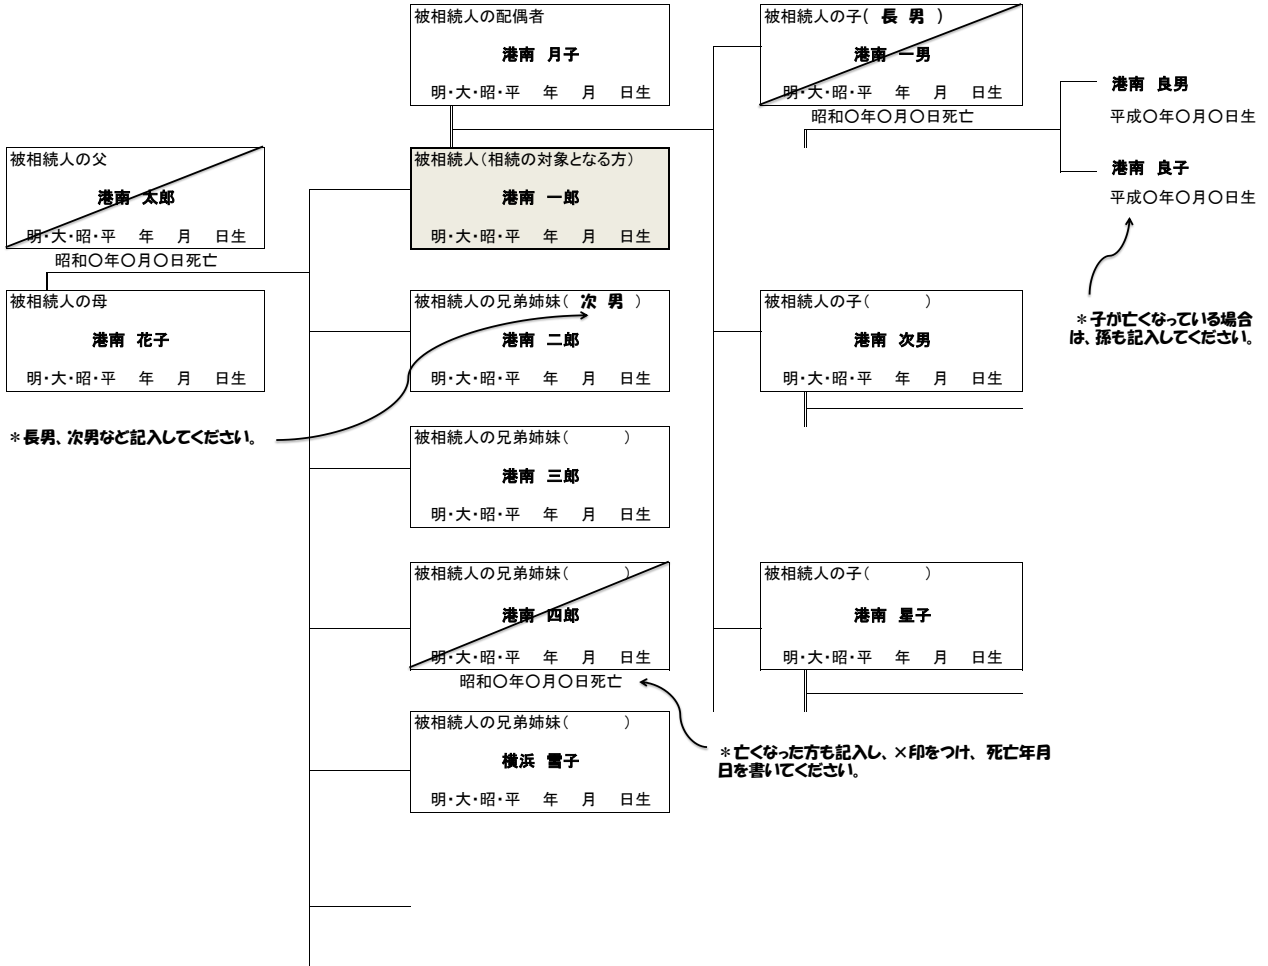 被相続人の配偶者
港南 月子
明・大・昭・平 年 月 日生
被相続人の子( 長 男 )
港南 一男
明・大・昭・平 年 月 日生
昭和〇年〇月〇日死亡
港南 良男
平成〇年〇月〇日生
港南 良子
平成〇年〇月〇日生
＊子が亡くなっている場合
は、孫も記入してください。
被相続人の父
港南 太郎
明・大・昭・平 年 月 日生
昭和〇年〇月〇日死亡
被相続人(相続の対象となる方)
港南 一郎
明・大・昭・平 年 月 日生
被相続人の母
港南 花子
明・大・昭・平 年 月 日生
被相続人の兄弟姉妹( 次 男 )
港南 二郎
明・大・昭・平 年 月 日生
被相続人の子( )
港南 次男
明・大・昭・平 年 月 日生
＊長男、次男など記入してください。
被相続人の兄弟姉妹( )
港南 三郎
明・大・昭・平 年 月 日生
被相続人の兄弟姉妹( )
港南 四郎
明・大・昭・平 年 月 日生
昭和〇年〇月〇日死亡
被相続人の子( )
港南 星子
明・大・昭・平 年 月 日生
被相続人の兄弟姉妹( )
横浜 雪子
明・大・昭・平 年 月 日生
＊亡くなった方も記入し、×印をつけ、死亡年月
日を書いてください。